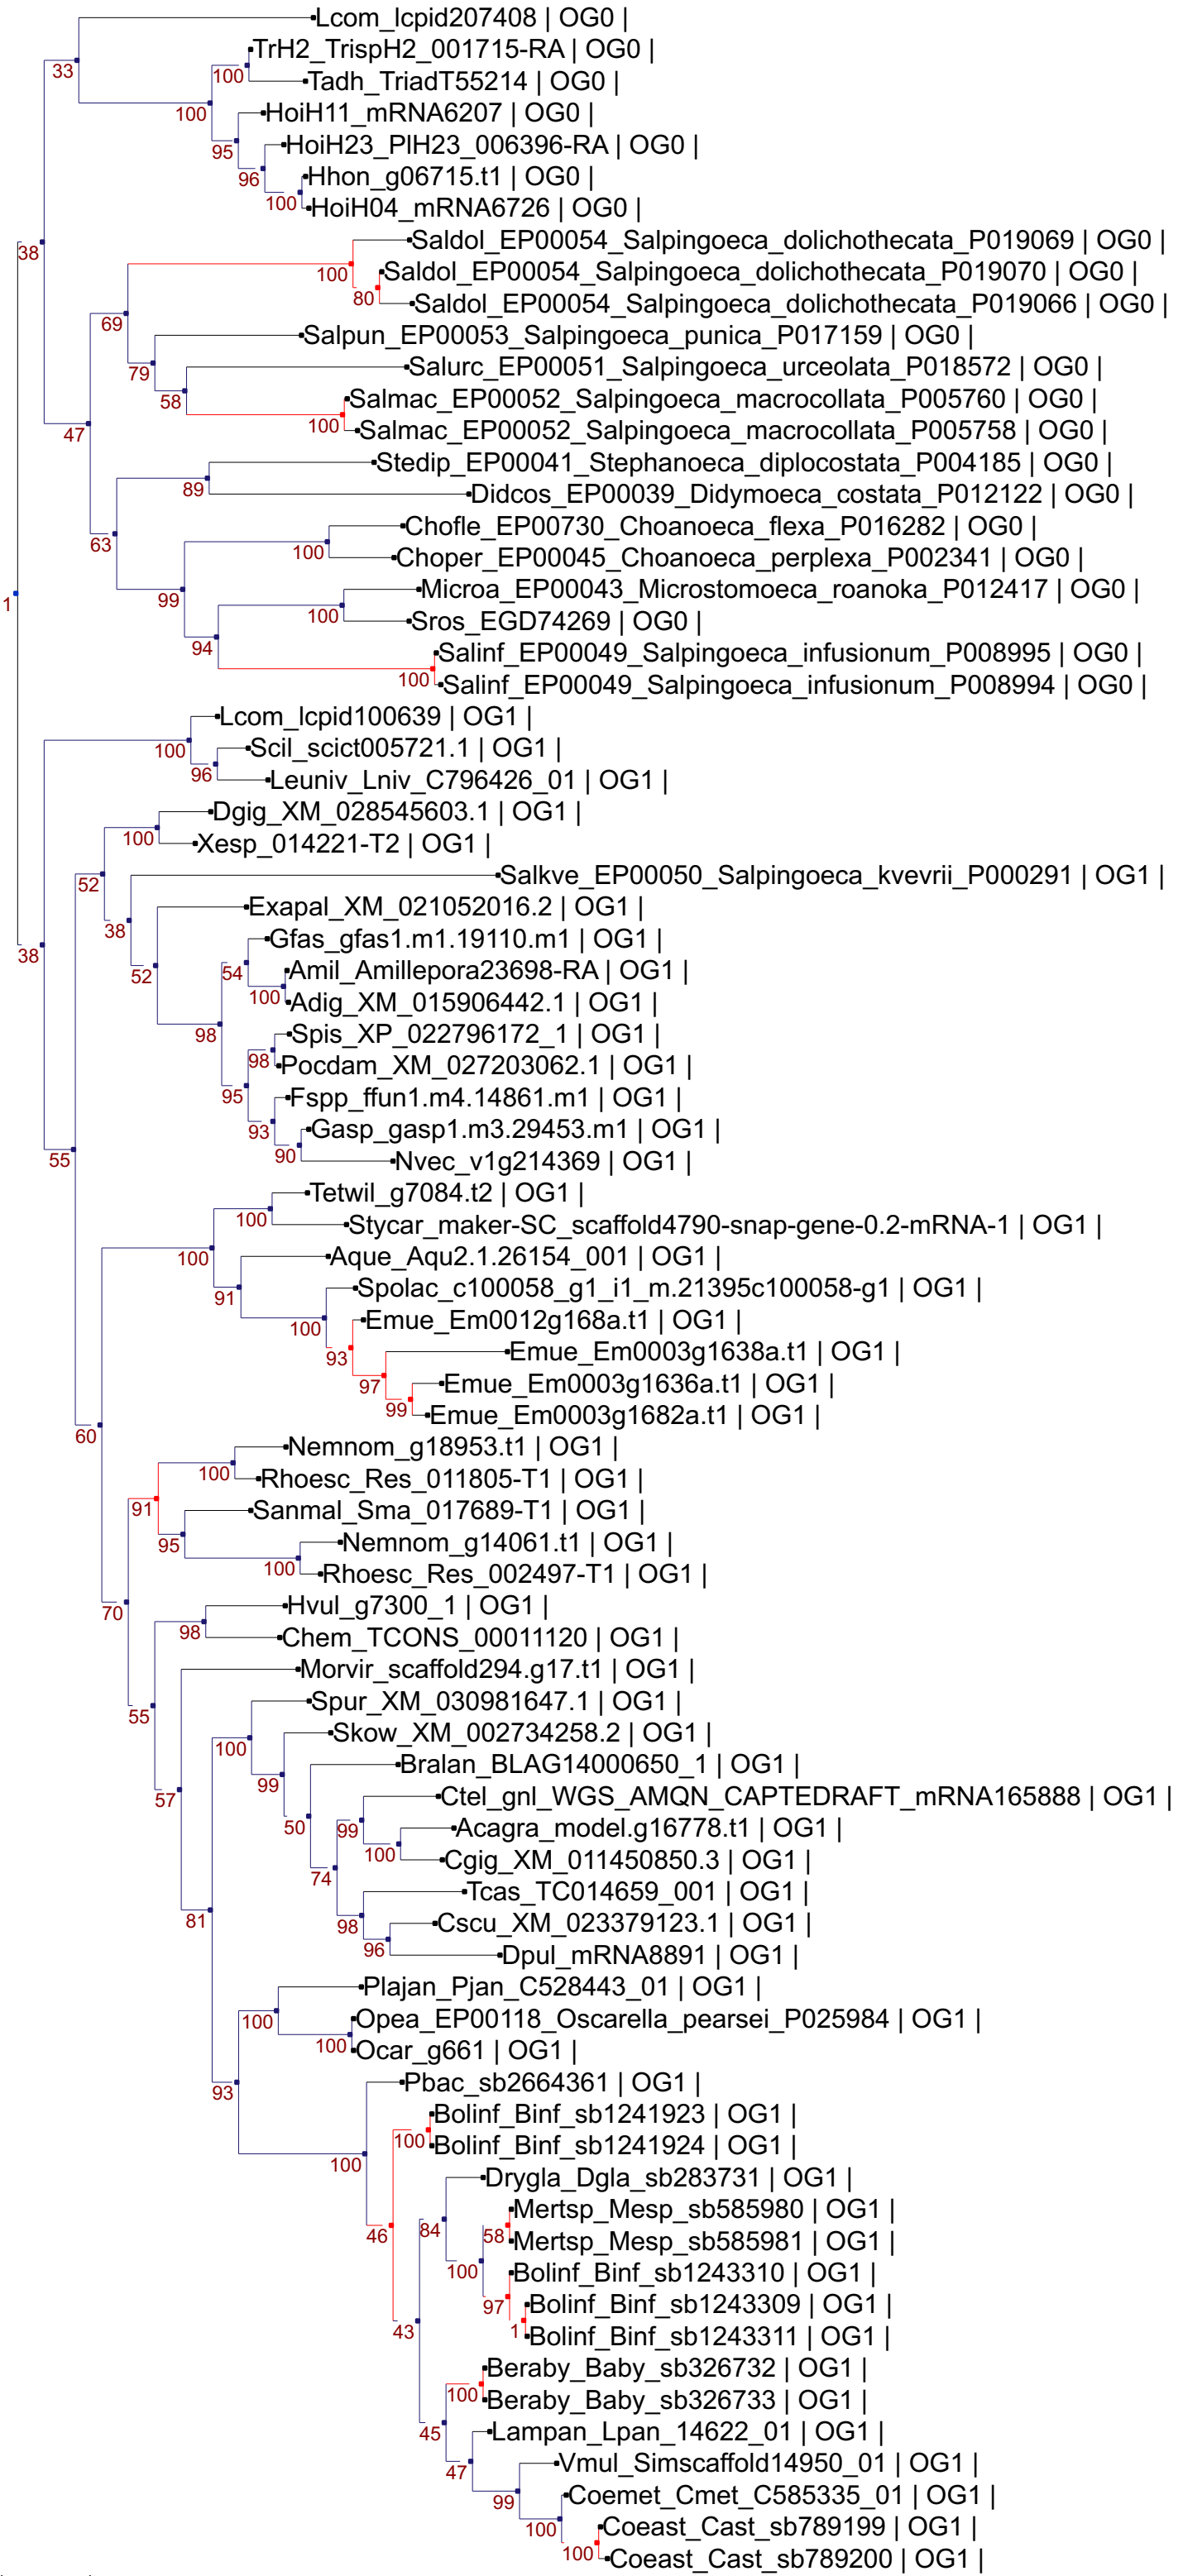 Lcom_lcpid207408 | OG0 |
TrH2_TrispH2_001715-RA | OG0 |
33
100
Tadh_TriadT55214 | OG0 |
100
HoiH11_mRNA6207 | OG0 |
95
HoiH23_PlH23_006396-RA | OG0 |
96
Hhon_g06715.t1 | OG0 |
100
HoiH04_mRNA6726 | OG0 |
38
Saldol_EP00054_Salpingoeca_dolichothecata_P019069 | OG0 |
100
Saldol_EP00054_Salpingoeca_dolichothecata_P019070 | OG0 |
80
Saldol_EP00054_Salpingoeca_dolichothecata_P019066 | OG0 |
69
Salpun_EP00053_Salpingoeca_punica_P017159 | OG0 |
79
Salurc_EP00051_Salpingoeca_urceolata_P018572 | OG0 |
58
Salmac_EP00052_Salpingoeca_macrocollata_P005760 | OG0 |
100
Salmac_EP00052_Salpingoeca_macrocollata_P005758 | OG0 |
47
Stedip_EP00041_Stephanoeca_diplocostata_P004185 | OG0 |
89
Didcos_EP00039_Didymoeca_costata_P012122 | OG0 |
63
Chofle_EP00730_Choanoeca_flexa_P016282 | OG0 |
100
Choper_EP00045_Choanoeca_perplexa_P002341 | OG0 |
99
Microa_EP00043_Microstomoeca_roanoka_P012417 | OG0 |
1
100
Sros_EGD74269 | OG0 |
94
Salinf_EP00049_Salpingoeca_infusionum_P008995 | OG0 |
100
Salinf_EP00049_Salpingoeca_infusionum_P008994 | OG0 |
Lcom_lcpid100639 | OG1 |
100
Scil_scict005721.1 | OG1 |
96
Leuniv_Lniv_C796426_01 | OG1 |
Dgig_XM_028545603.1 | OG1 |
100
Xesp_014221-T2 | OG1 |
52
Salkve_EP00050_Salpingoeca_kvevrii_P000291 | OG1 |
38
Exapal_XM_021052016.2 | OG1 |
38
Gfas_gfas1.m1.19110.m1 | OG1 |
52
54
Amil_Amillepora23698-RA | OG1 |
100
Adig_XM_015906442.1 | OG1 |
98
Spis_XP_022796172_1 | OG1 |
98
Pocdam_XM_027203062.1 | OG1 |
95
Fspp_ffun1.m4.14861.m1 | OG1 |
93
Gasp_gasp1.m3.29453.m1 | OG1 |
90
Nvec_v1g214369 | OG1 |
55
Tetwil_g7084.t2 | OG1 |
100
Stycar_maker-SC_scaffold4790-snap-gene-0.2-mRNA-1 | OG1 |
100
Aque_Aqu2.1.26154_001 | OG1 |
91
Spolac_c100058_g1_i1_m.21395c100058-g1 | OG1 |
100
Emue_Em0012g168a.t1 | OG1 |
93
Emue_Em0003g1638a.t1 | OG1 |
97
Emue_Em0003g1636a.t1 | OG1 |
99
Emue_Em0003g1682a.t1 | OG1 |
60
Nemnom_g18953.t1 | OG1 |
100
Rhoesc_Res_011805-T1 | OG1 |
91
Sanmal_Sma_017689-T1 | OG1 |
95
Nemnom_g14061.t1 | OG1 |
100
Rhoesc_Res_002497-T1 | OG1 |
70
Hvul_g7300_1 | OG1 |
98
Chem_TCONS_00011120 | OG1 |
Morvir_scaffold294.g17.t1 | OG1 |
55
Spur_XM_030981647.1 | OG1 |
100
Skow_XM_002734258.2 | OG1 |
99
Bralan_BLAG14000650_1 | OG1 |
57
Ctel_gnl_WGS_AMQN_CAPTEDRAFT_mRNA165888 | OG1 |
50
99
Acagra_model.g16778.t1 | OG1 |
100
Cgig_XM_011450850.3 | OG1 |
74
Tcas_TC014659_001 | OG1 |
81
98
Cscu_XM_023379123.1 | OG1 |
96
Dpul_mRNA8891 | OG1 |
Plajan_Pjan_C528443_01 | OG1 |
100
Opea_EP00118_Oscarella_pearsei_P025984 | OG1 |
100
Ocar_g661 | OG1 |
93
Pbac_sb2664361 | OG1 |
Bolinf_Binf_sb1241923 | OG1 |
100
Bolinf_Binf_sb1241924 | OG1 |
100
Drygla_Dgla_sb283731 | OG1 |
Mertsp_Mesp_sb585980 | OG1 |
46
84
58
Mertsp_Mesp_sb585981 | OG1 |
100
Bolinf_Binf_sb1243310 | OG1 |
97
Bolinf_Binf_sb1243309 | OG1 |
43
1
Bolinf_Binf_sb1243311 | OG1 |
Beraby_Baby_sb326732 | OG1 |
100
Beraby_Baby_sb326733 | OG1 |
45
Lampan_Lpan_14622_01 | OG1 |
47
Vmul_Simscaffold14950_01 | OG1 |
99
Coemet_Cmet_C585335_01 | OG1 |
100
Coeast_Cast_sb789199 | OG1 |
100
Coeast_Cast_sb789200 | OG1 |